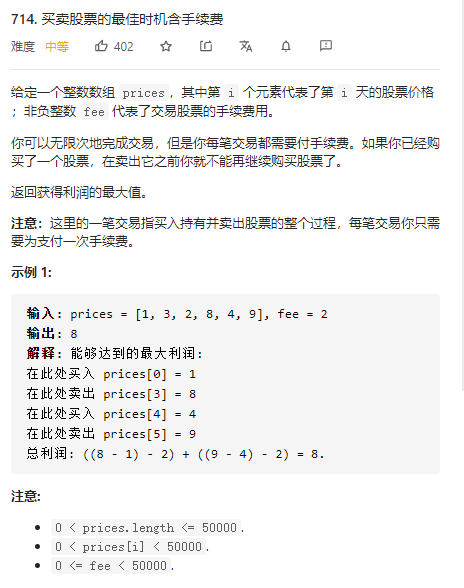 714. 买卖股票的最佳时机含手续费
难度 中等 402
给定一个整数数组 prices，其中第 i 个元素代表了第 i 天的股票价格
；非负整数 fee 代表了交易股票的手续费用。
你可以无限次地完成交易，但是你每笔交易都需要付手续费。如果你已经购
买了一个股票，在卖出它之前你就不能再继续购买股票了。
返回获得利润的最大值。
注意：这里的一笔交易指买入持有并卖出股票的整个过程，每笔交易你只需
要为支付一次手续费。
示例 1:
输入: prices = [1, 3, 2, 8, 4, 9], fee = 2
输出: 8
解释: 能够达到的最大利润:
在此处买入 prices[0] = 1
在此处卖出 prices[3] = 8
在此处买入 prices[4] = 4
在此处卖出 prices[5] = 9
总利润: ((8 - 1) - 2) + ((9 - 4) - 2) = 8.
注意:
• 0 < prices.length <= 50000.
• 0 < prices[i] < 50000.
• 0 <= fee < 50000.